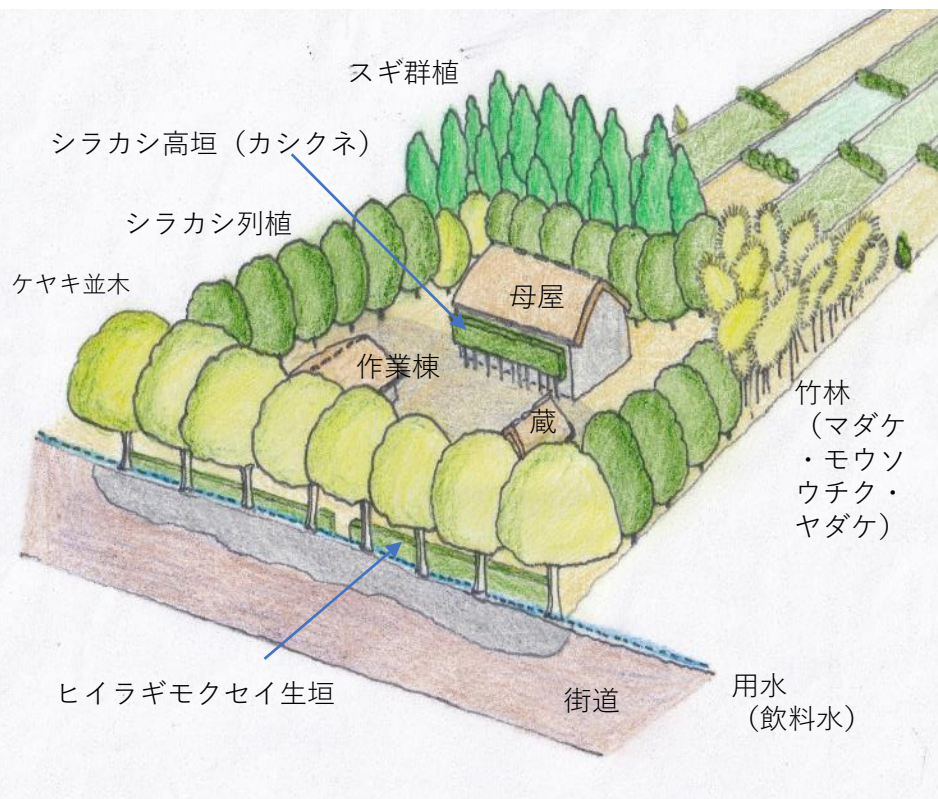 スギ群植
シラカシ高垣（カシクネ）
シラカシ列植
ケヤキ並木
母屋
作業棟
蔵
竹林
（マダケ
・モウソ
ウチク・
ヤダケ）
ヒイラギモクセイ生垣
街道
用水
（飲料水）